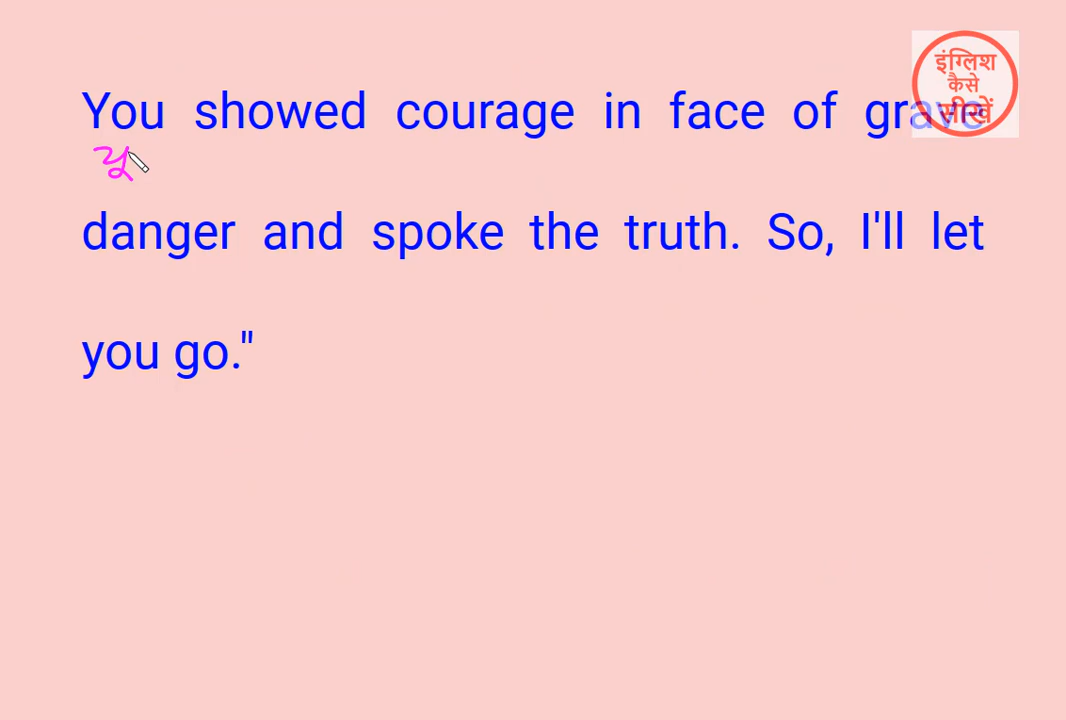 इंग्लिश
कैसे
सीखें
You showed courage in face of grave
यू
danger and spoke the truth. So, I'll let
you go."